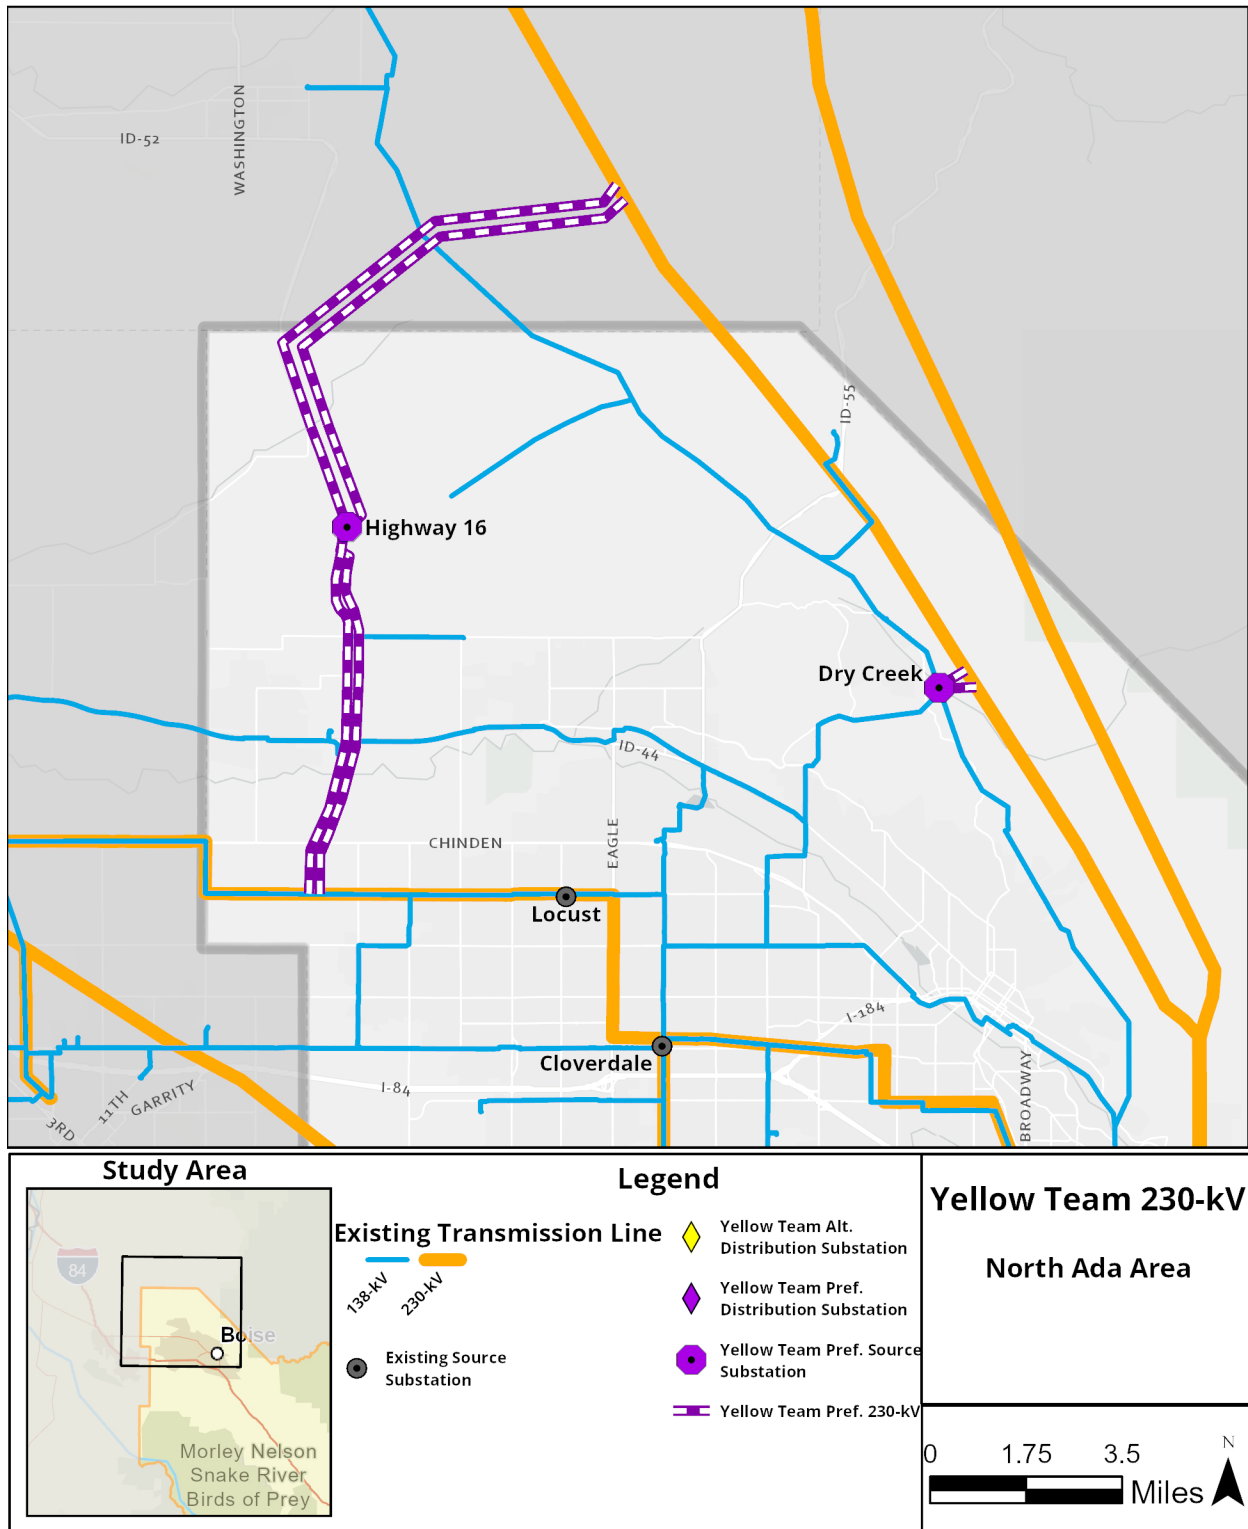 WASHINGTON
ID-52
ID-55
Highway 16
Dry Creek
ID-44
CHINDEN
EAGLE
Locust
I-184
Cloverdale
BROADWAY
I-84
11TH
GARRITY
3RD
Study Area
84
Boise
Morley Nelson
Snake River
Birds of Prey
Legend
Existing Transmission Line
138-kV
230-kV
Existing Source
Substation
Yellow Team Alt.
Distribution Substation
Yellow Team Pref.
Distribution Substation
Yellow Team Pref. Source
Substation
Yellow Team Pref. 230-kV
Yellow Team 230-kV
North Ada Area
0 1.75 3.5
Miles
N